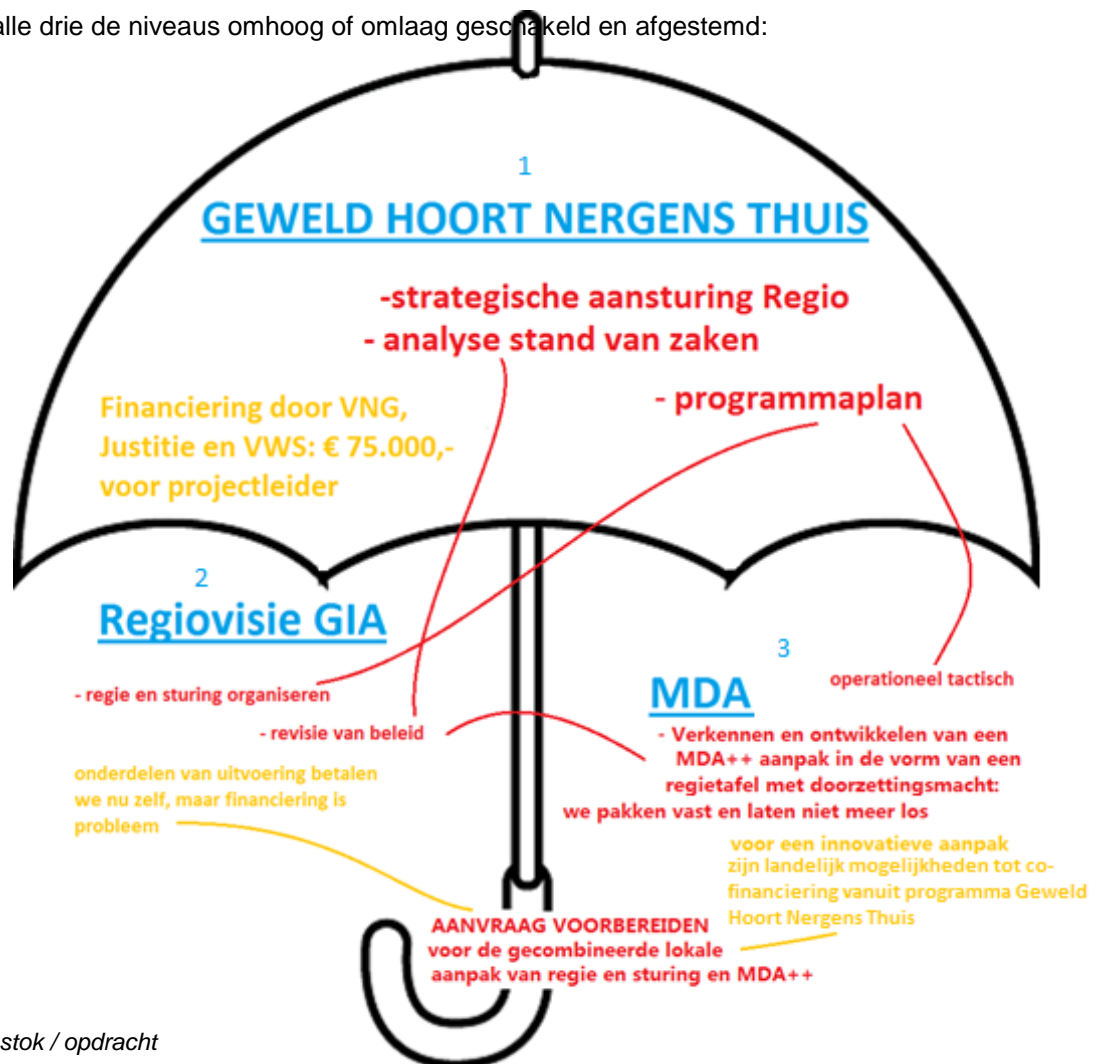 alle drie de niveaus omhoog of omlaag geschakeld en afgestemd:
1
GEWELD HOORT NERGENS THUIS
-strategische aansturing Regio
- analyse stand van zaken
- programmaplan
Financiering door VNG,
Justitie en VWS: € 75.000,-
voor projectleider
2
Regiovisie GIA
- regie en sturing organiseren
- revisie van beleid
onderdelen van uitvoering betalen
we nu zelf, maar financiering is
probleem
3
MDA
operationeel tactisch
- Verkennen en ontwikkelen van een
MDA++ aanpak in de vorm van een
regietafel met doorzettingsmacht:
we pakken vast en laten niet meer los
voor een innovatieve aanpak
zijn landelijk mogelijkheden tot co-
financiering vanuit programma Geweld
Hoort Nergens Thuis
AANVRAAG VOORBEREIDEN
voor de gecombineerde lokale
aanpak van regie en sturing en MDA++
stok / opdracht